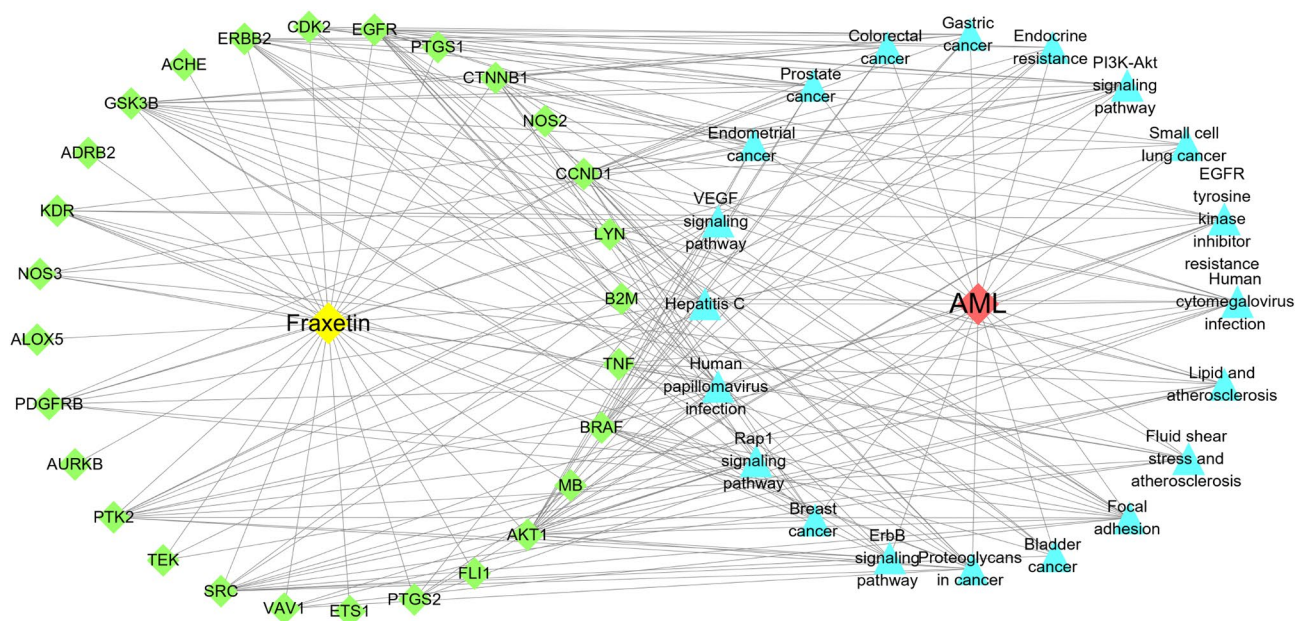 CDK2
EGFR
ERBB2
PTGS1
ACHE
CTNNB1
GSK3B
NOS2
ADRB2
CCND1
KDR
LYN
NOS3
B2M
Fraxetin
ALOX5
TNF
PDGFRB
BRAF
AURKB
MB
PTK2
AKT1
TEK
FLI1
SRC
PTGS2
VAV1
ETS1
Gastric
cancer
Colorectal
cancer
Endocrine
resistance
Prostate
cancer
PI3K-Akt
signaling
pathway
Endometrial
cancer
Small cell
lung cancer
VEGF
signaling
pathway
EGFR
tyrosine
kinase
inhibitor
resistance
Hepatitis C
AML
Human
cytomegalovirus
infection
Human
papillomavirus
infection
Lipid and
atherosclerosis
Rap1
signaling
pathway
Fluid shear
stress and
atherosclerosis
Breast
cancer
Focal
adhesion
ErbB
signaling
pathway
Proteoglycans
in cancer
Bladder
cancer